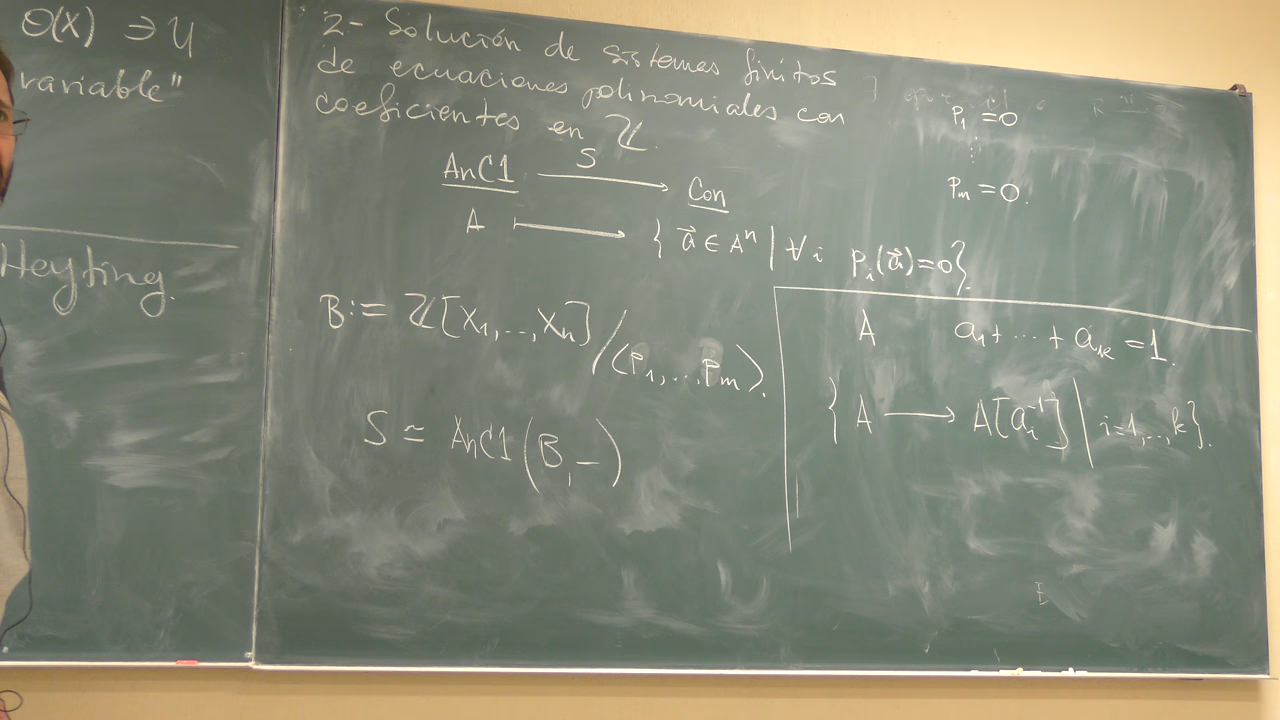 O(X) ∋ U
variable"
Heyting.
2- Solución de sistemas finitos
de ecuaciones polinomiales con
coeficientes en ℤ.
P₁ = 0
⋮
Pₘ = 0.
AnC1 —S→ Con
A ⟼ { a⃗ ∈ Aⁿ | ∀i Pᵢ(a⃗)=0}.
B := ℤ[X₁,..,Xₙ]/(P₁,...,Pₘ).
S ≃ AnC1(B,−)
A a₁+ ⋯ + aₖ = 1.
{ A ⟶ A[aᵢ⁻¹] | i=1,..,k}.